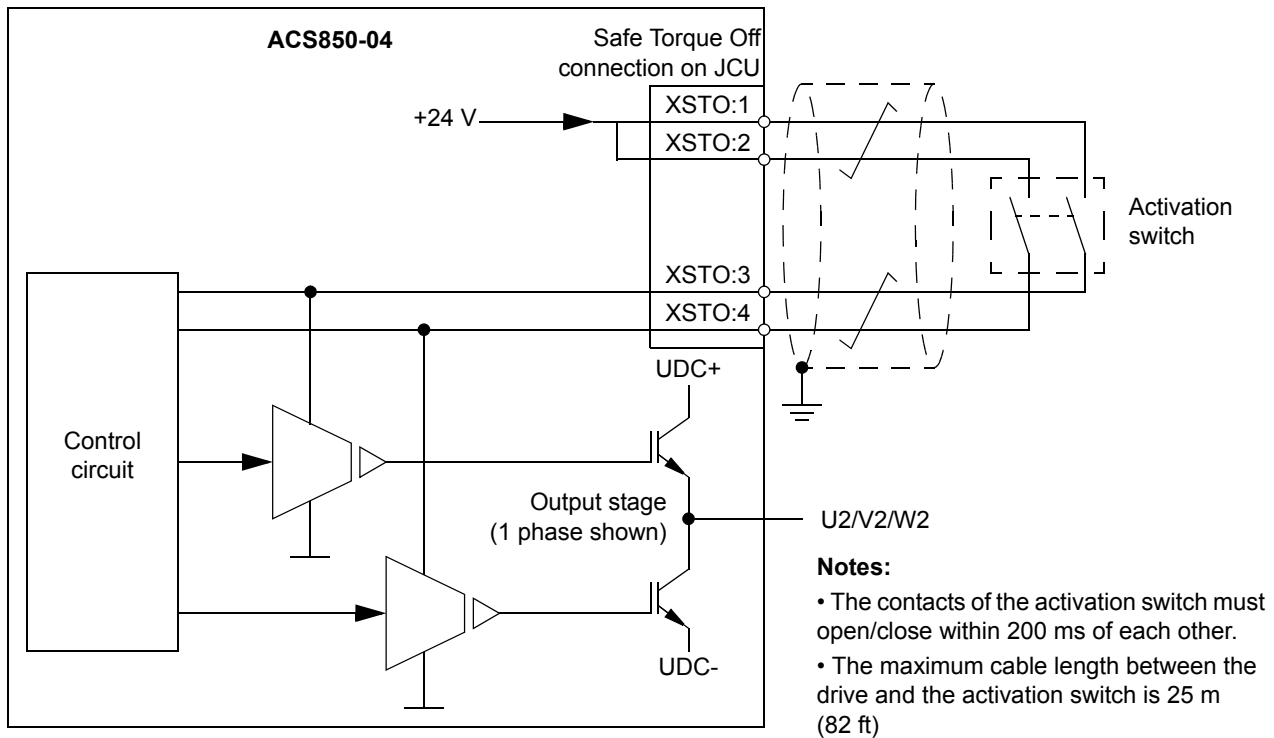 ACS850-04
Safe Torque Off
connection on JCU
+24 V
XSTO:1
XSTO:2
Activation
switch
XSTO:3
XSTO:4
UDC+
Control
circuit
Output stage
(1 phase shown)
U2/V2/W2
UDC-
Notes:
• The contacts of the activation switch must
open/close within 200 ms of each other.
• The maximum cable length between the
drive and the activation switch is 25 m
(82 ft)